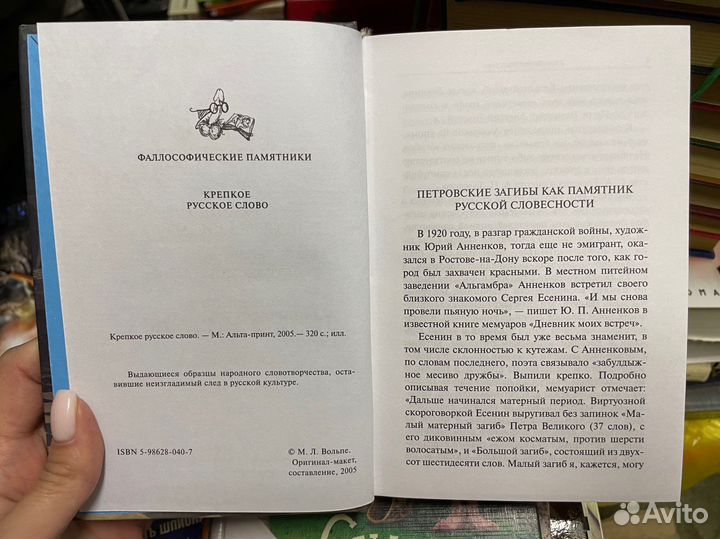 ФАЛЛОСОФИЧЕСКИЕ ПАМЯТНИКИ
КРЕПКОЕ
РУССКОЕ СЛОВО
Крепкое русское слово. — М.: Альта-принт, 2005.— 320 с.; илл.
Выдающиеся образцы народного словотворчества, оста-
вившие неизгладимый след в русской культуре.
ISBN 5-98628-040-7
© М. Л. Вольпе.
Оригинал-макет,
составление, 2005
ПЕТРОВСКИЕ ЗАГИБЫ КАК ПАМЯТНИК
РУССКОЙ СЛОВЕСНОСТИ
В 1920 году, в разгар гражданской войны, худож-
ник Юрий Анненков, тогда еще не эмигрант, ока-
зался в Ростове-на-Дону вскоре после того, как го-
род был захвачен красными. В местном питейном
заведении «Альгамбра» Анненков встретил своего
близкого знакомого Сергея Есенина. «И мы снова
провели пьяную ночь», — пишет Ю. П. Анненков в
известной книге мемуаров «Дневник моих встреч».
Есенин в то время был уже весьма знаменит, в
том числе склонностью к кутежам. С Анненковым,
по словам последнего, поэта связывало «забулдыж-
ное месиво дружбы». Выпили крепко. Подробно
описывая течение попойки, мемуарист отмечает:
«Дальше начинался матерный период. Виртуозной
скороговоркой Есенин выругивал без запинок «Ма-
лый матерный загиб» Петра Великого (37 слов), с
его диковинным «ежом косматым, против шерсти
волосатым», и «Большой загиб», состоящий из двух-
сот шестидесяти слов. Малый загиб я, кажется, могу
Avito